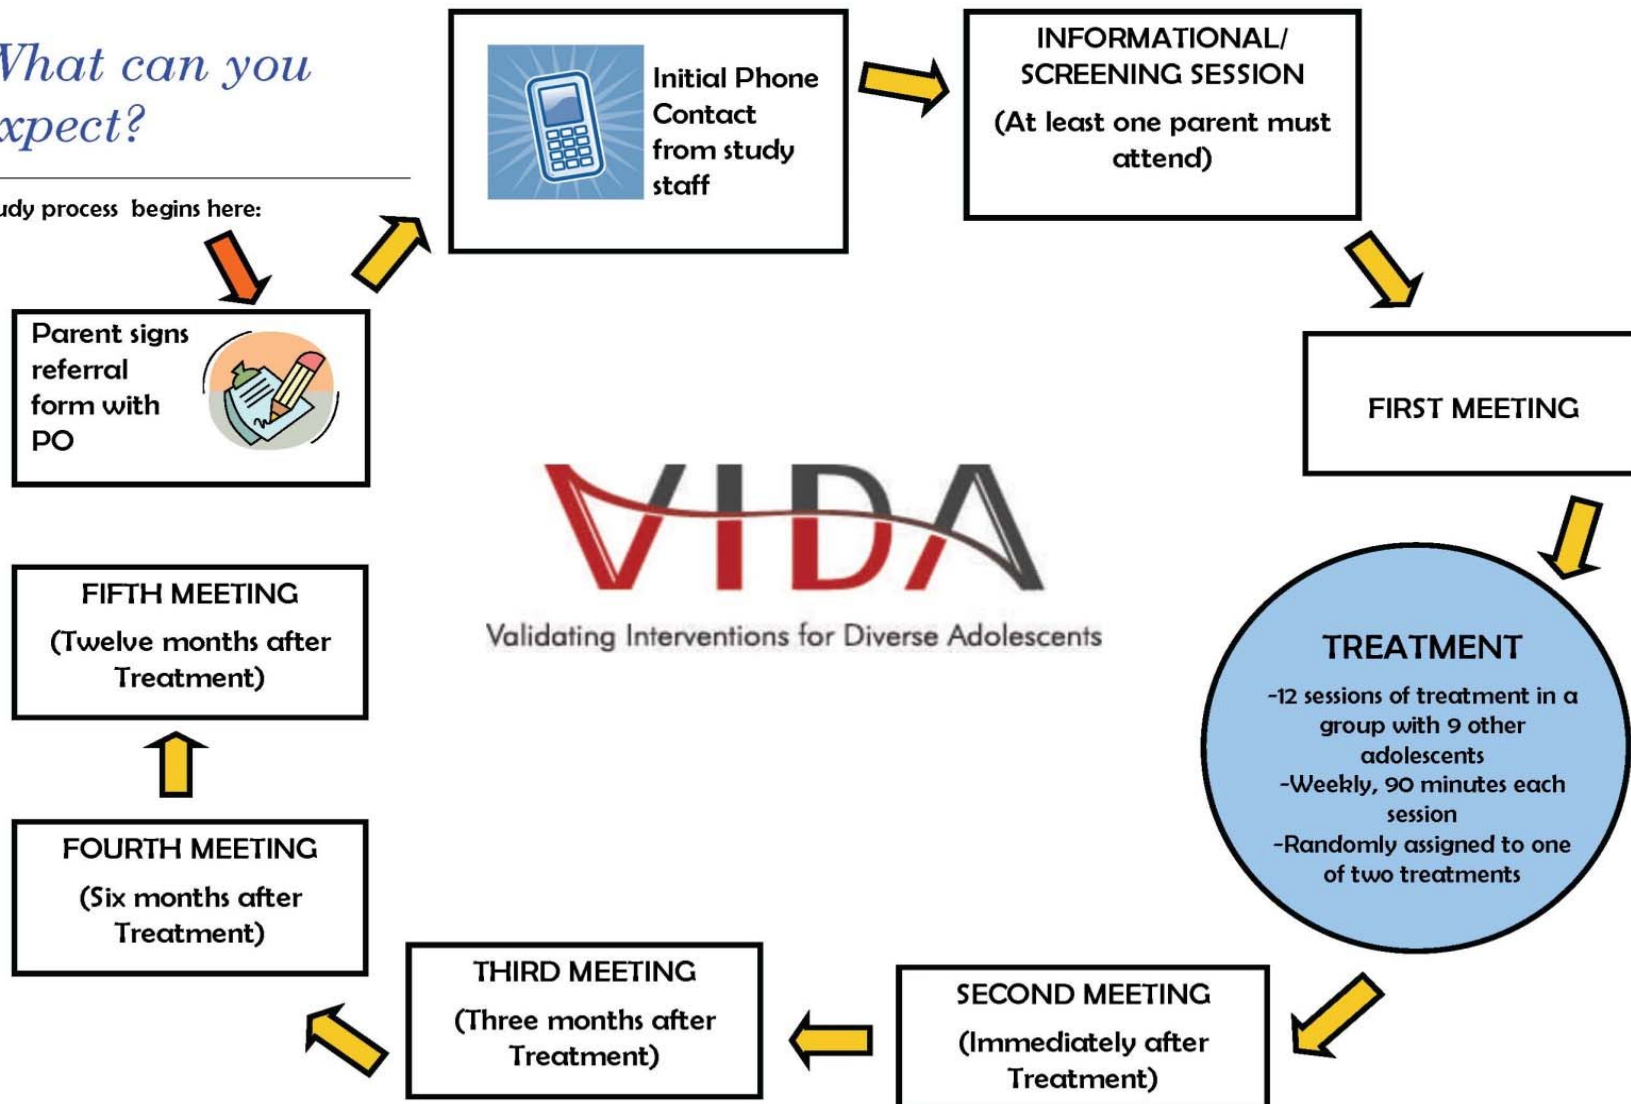 What can you
expect?
udy process begins here:
Parent signs
referral
form with
PO
Initial Phone
Contact
from study
staff
INFORMATIONAL/
SCREENING SESSION
(At least one parent must
attend)
FIRST MEETING
TREATMENT
-12 sessions of treatment in a
group with 9 other
adolescents
-Weekly, 90 minutes each
session
-Randomly assigned to one
of two treatments
SECOND MEETING
(Immediately after
Treatment)
THIRD MEETING
(Three months after
Treatment)
FOURTH MEETING
(Six months after
Treatment)
FIFTH MEETING
(Twelve months after
Treatment)
VIDA
Validating Interventions for Diverse Adolescents